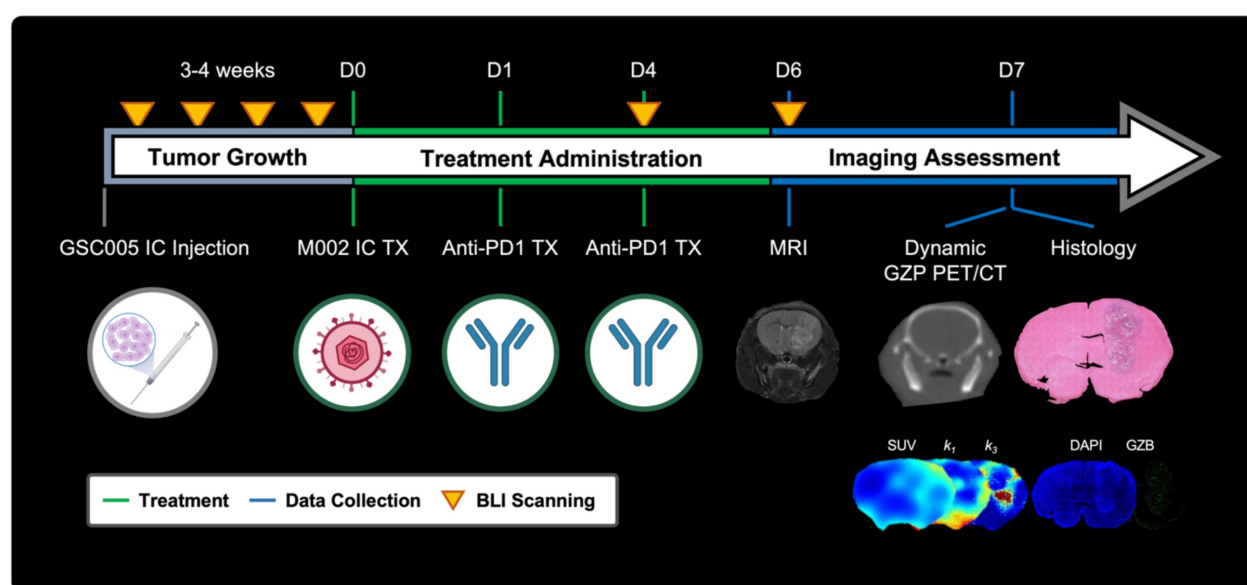 3-4 weeks D0 D1 D4 D6 D7
Tumor Growth Treatment Administration Imaging Assessment
GSC005 IC Injection M002 IC TX Anti-PD1 TX Anti-PD1 TX MRI Dynamic Histology
GZP PET/CT
SUV k1 k3 DAPI GZB
Treatment Data Collection BLI Scanning